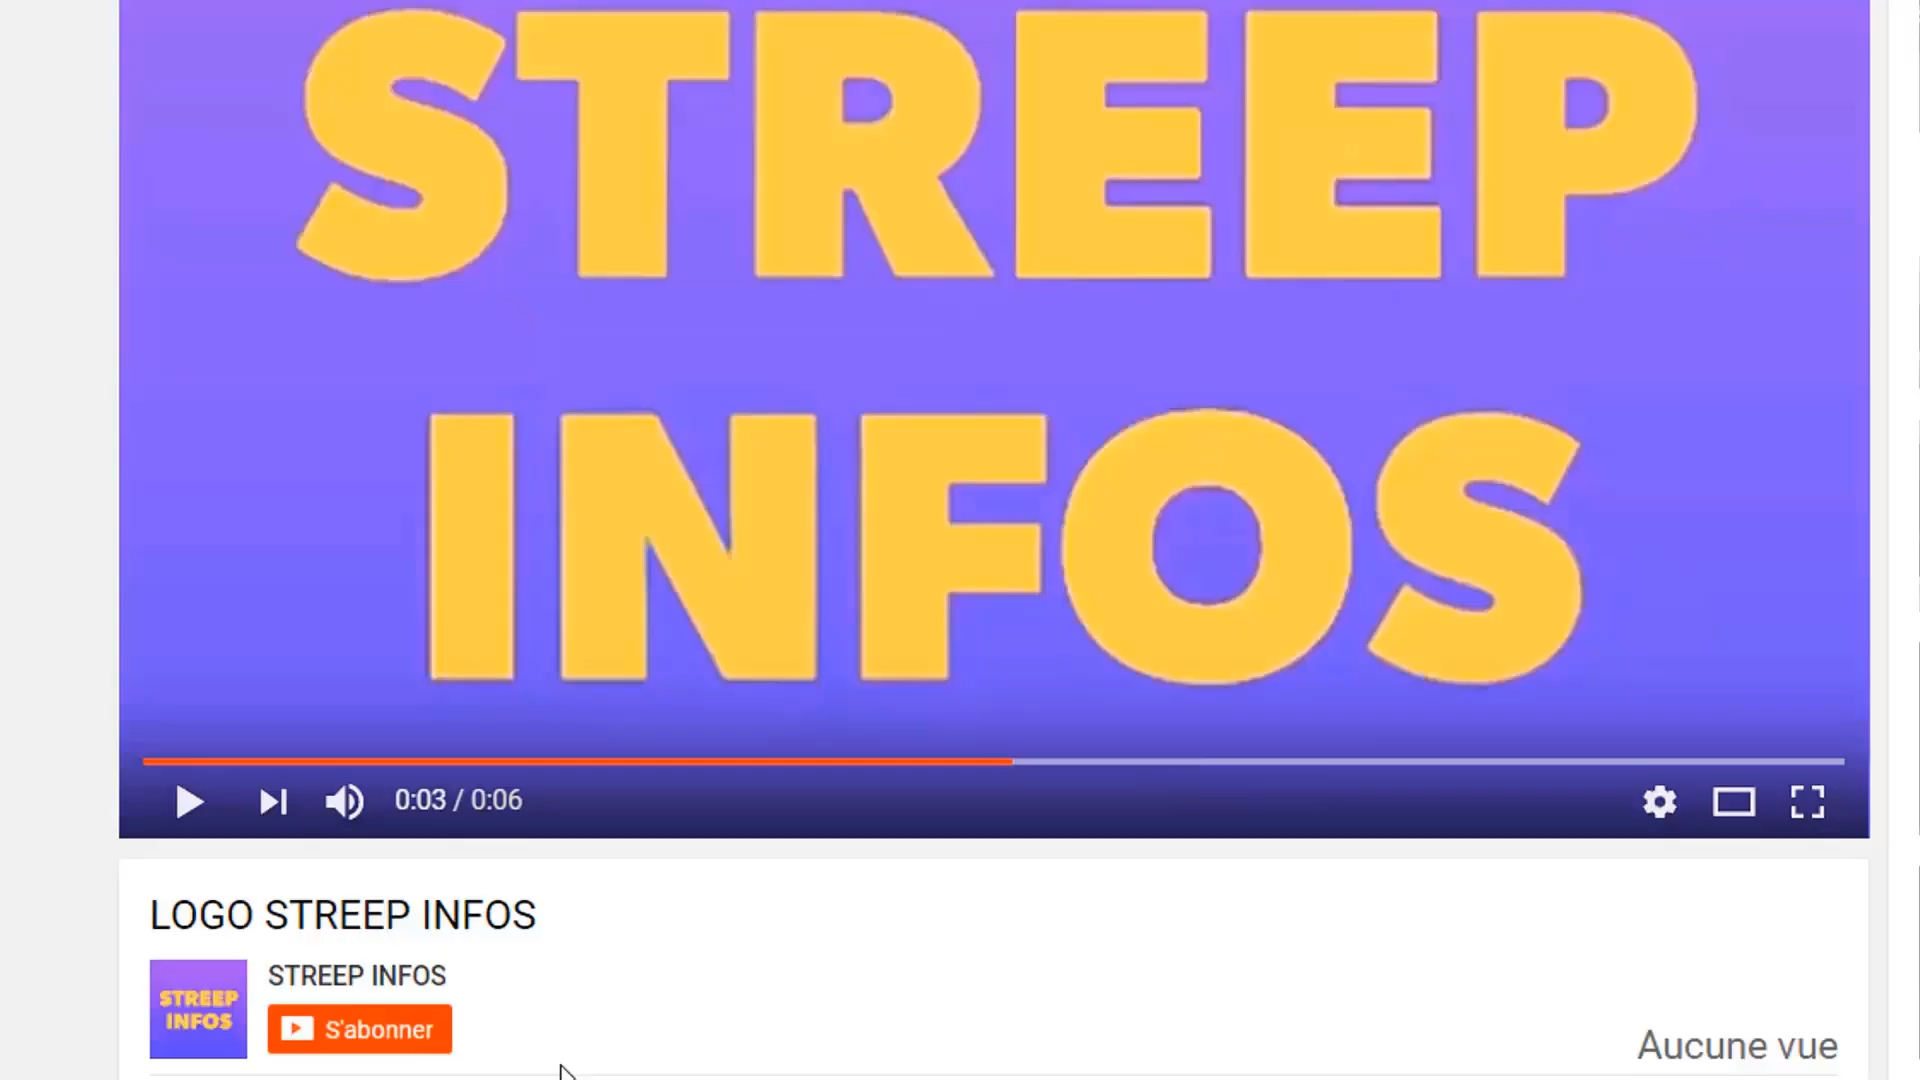 STREEP
INFOS
0:03 / 0:06
LOGO STREEP INFOS
STREEP INFOS
STREEP
INFOS
S'abonner
Aucune vue